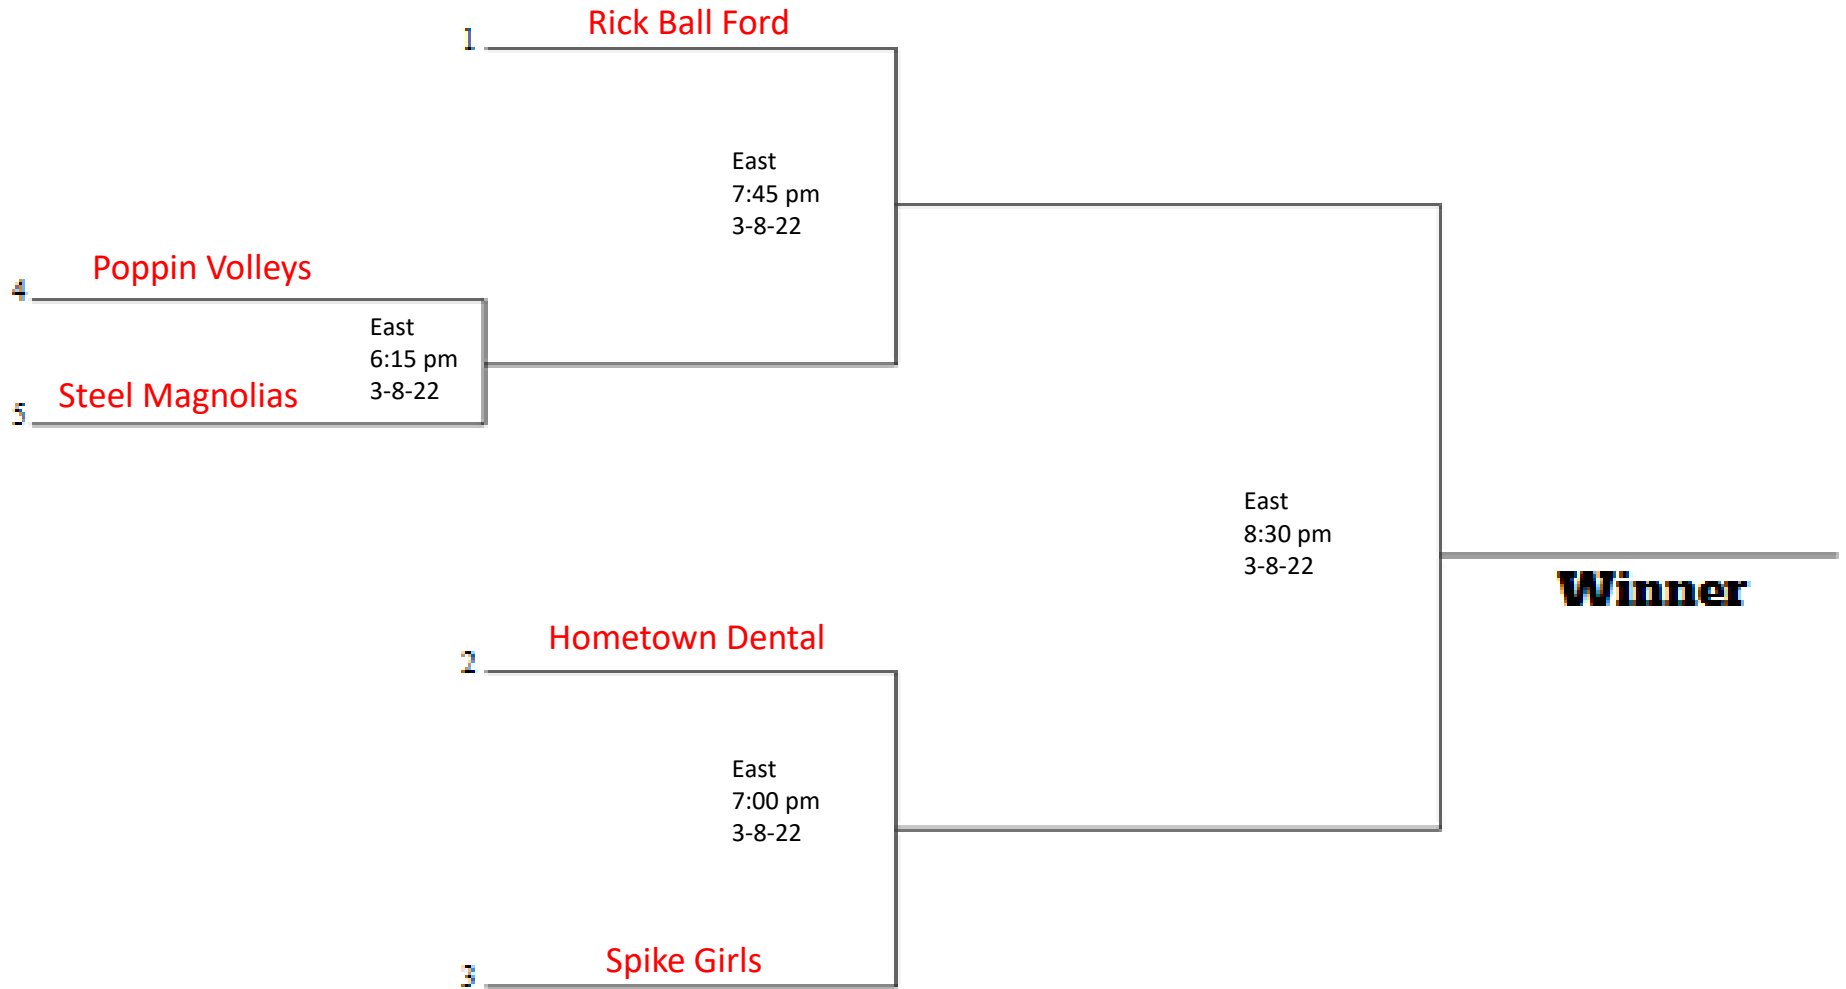 Rick Ball Ford
1
East
7:45 pm
3-8-22
Poppin Volleys
4
East
6:15 pm
3-8-22
Steel Magnolias
5
East
8:30 pm
3-8-22
Winner
Hometown Dental
2
East
7:00 pm
3-8-22
Spike Girls
3